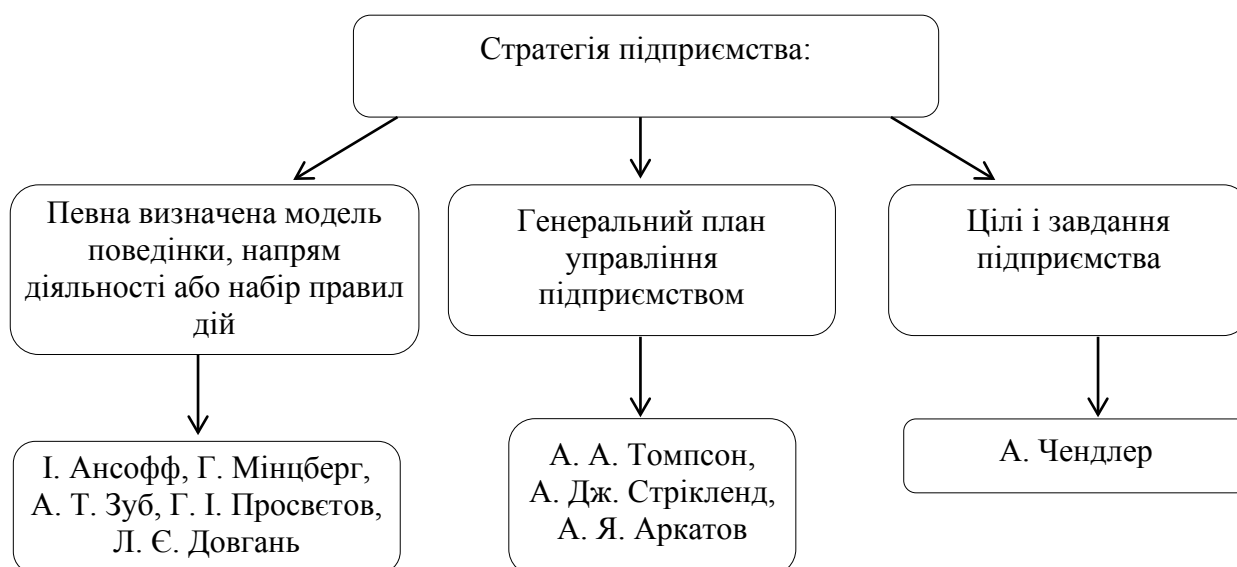 Стратегія підприємства:
Певна визначена модель
поведінки, напрям
діяльності або набір правил
дій
Генеральний план
управління
підприємством
Цілі і завдання
підприємства
І. Ансофф, Г. Мінцберг,
А. Т. Зуб, Г. І. Просвєтов,
Л. Є. Довгань
А. А. Томпсон,
А. Дж. Стрікленд,
А. Я. Аркатов
А. Чендлер